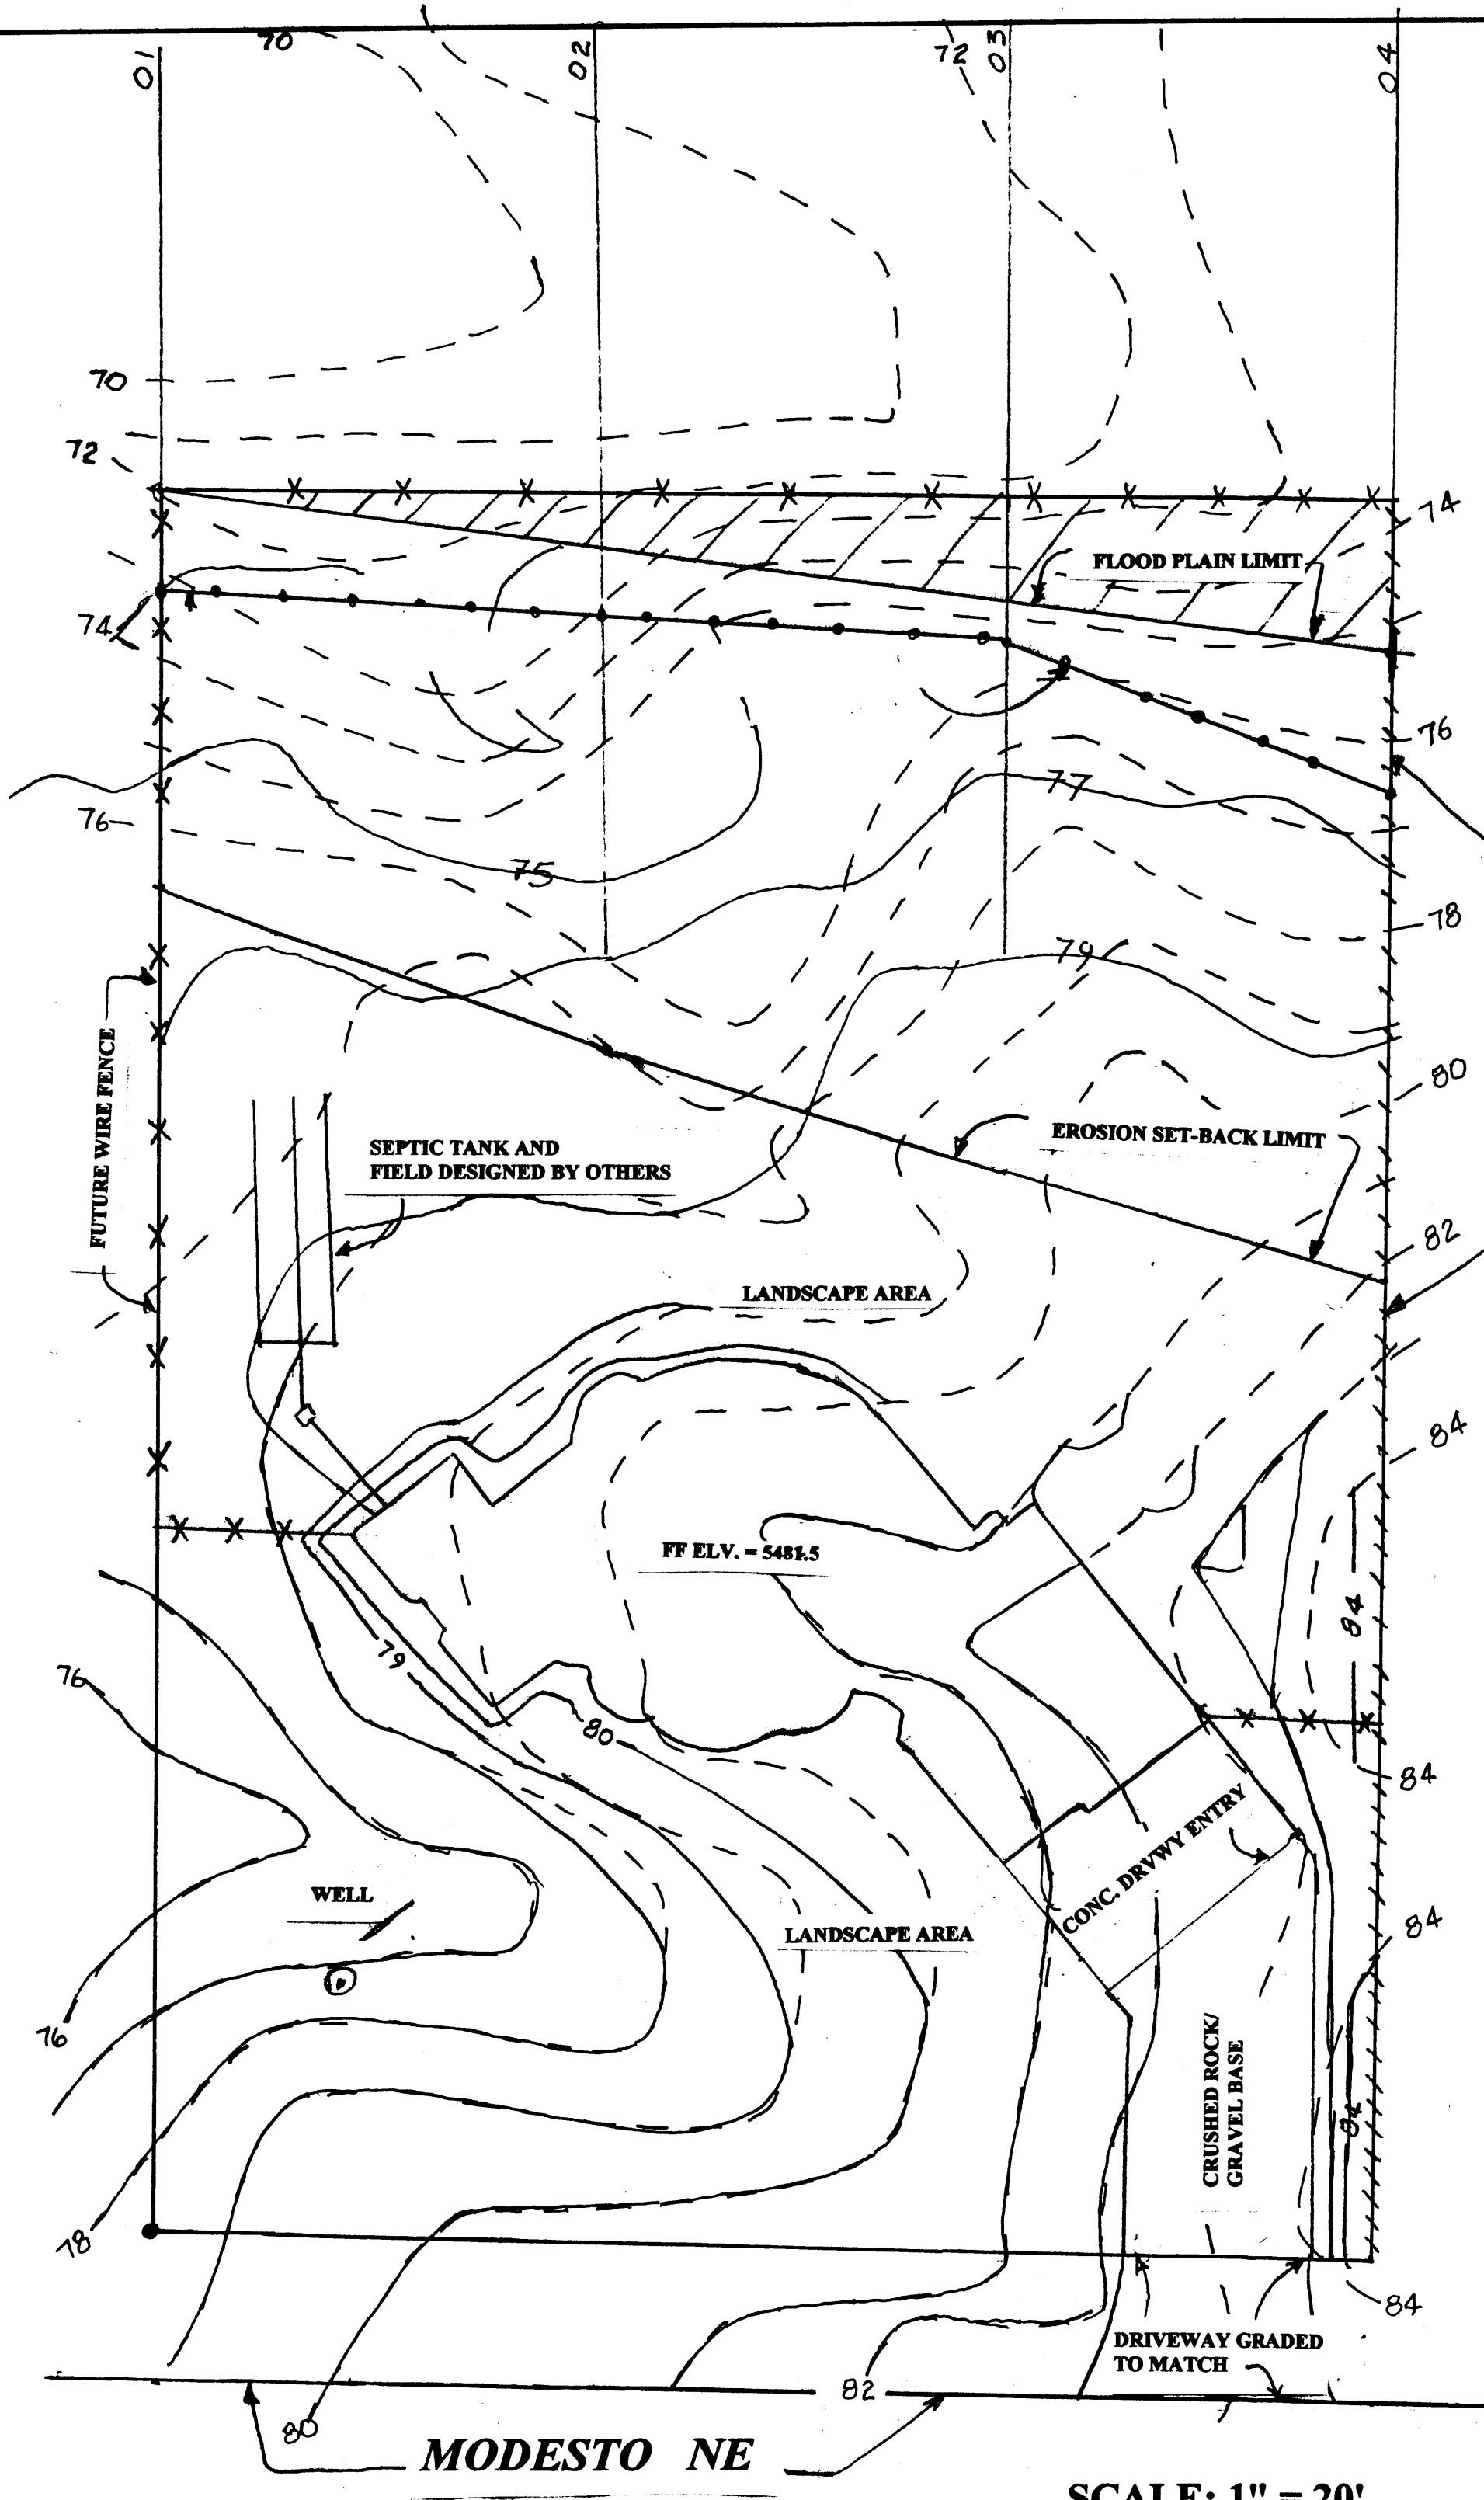 01
70
02
72
03
04
70
72
74
FLOOD PLAIN LIMIT
74
76
77
76
75
78
79
FUTURE WIRE FENCE
80
EROSION SET-BACK LIMIT
SEPTIC TANK AND
FIELD DESIGNED BY OTHERS
82
LANDSCAPE AREA
84
FF ELV. = 5481.5
84
79
76
80
84
CONC. DRVWY ENTRY
WELL
LANDSCAPE AREA
84
76
CRUSHED ROCK/
GRAVEL BASE
84
78
84
DRIVEWAY GRADED
TO MATCH
82
80
MODESTO NE
SCALE: 1" = 20'